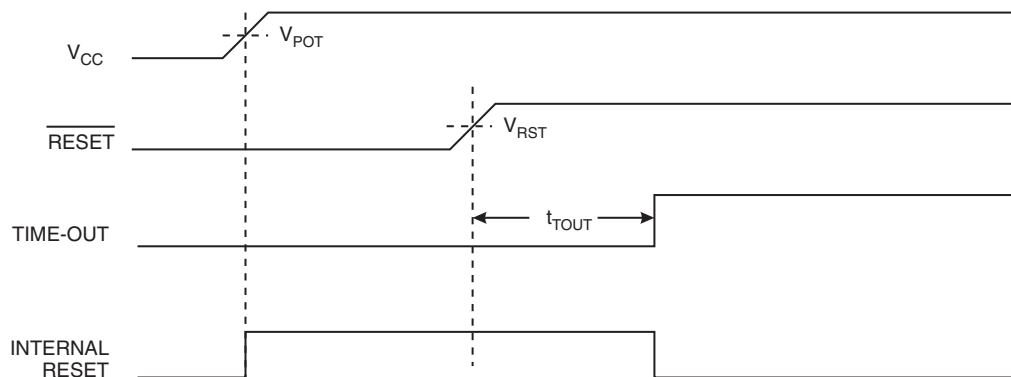 V_CC
V_POT
RESET
V_RST
t_TOUT
TIME-OUT
INTERNAL
RESET